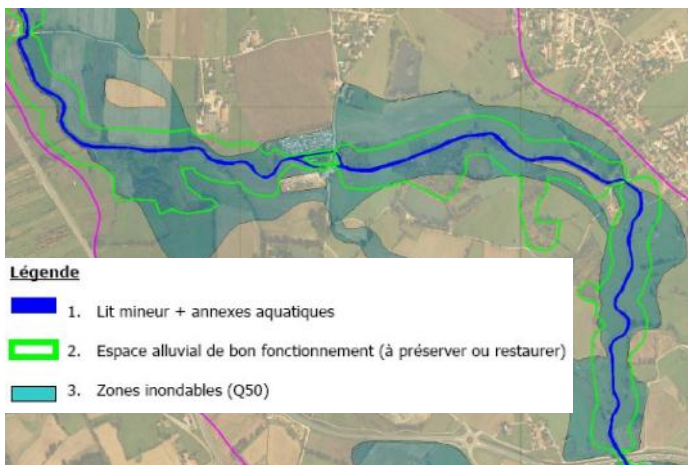 Légende
1. Lit mineur + annexes aquatiques
2. Espace alluvial de bon fonctionnement (à préserver ou restaurer)
3. Zones inondables (Q50)